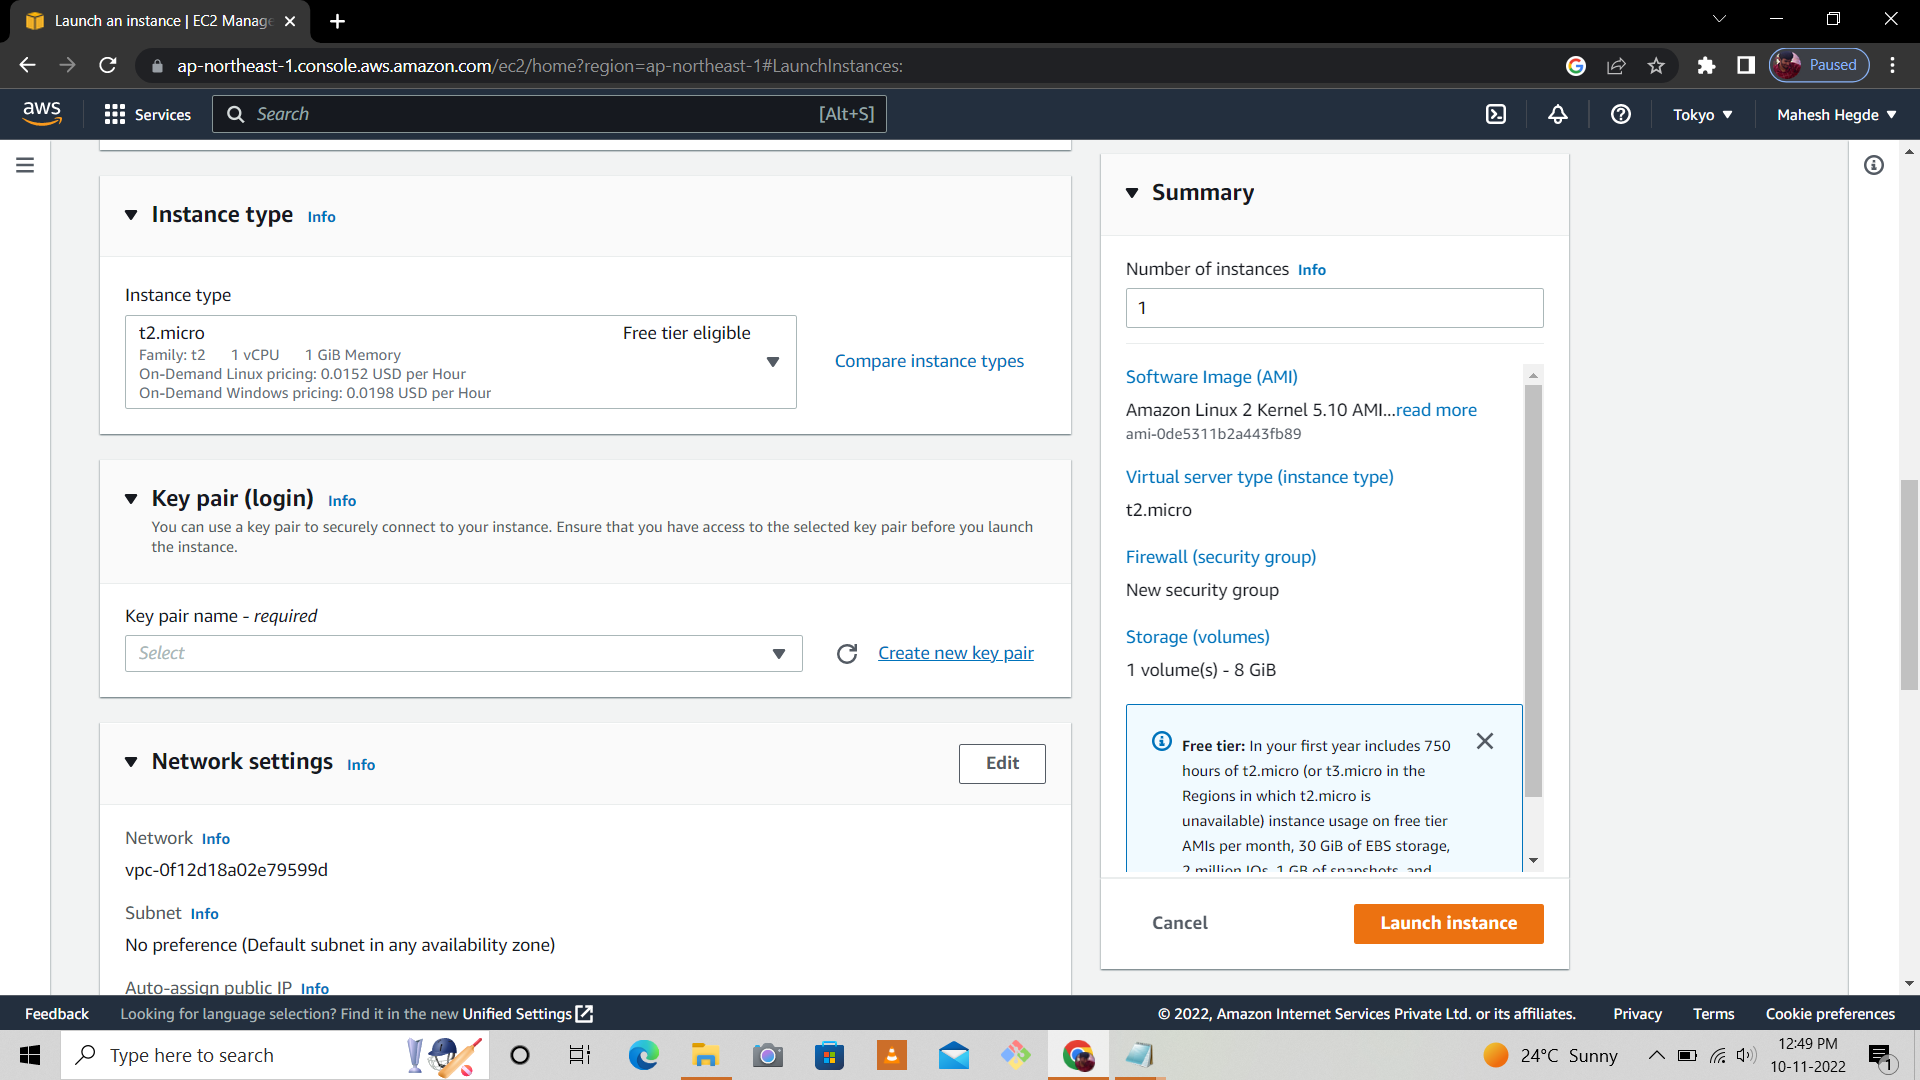 Launch an instance | EC2 Manage
ap-northeast-1.console.aws.amazon.com/ec2/home?region=ap-northeast-1#LaunchInstances:
Paused
aws
Services
Search
[Alt+S]
Tokyo
Mahesh Hegde
Instance type Info
Instance type
t2.micro
Free tier eligible
Family: t2 1 vCPU 1 GiB Memory
On-Demand Linux pricing: 0.0152 USD per Hour
On-Demand Windows pricing: 0.0198 USD per Hour
Compare instance types
Key pair (login) Info
You can use a key pair to securely connect to your instance. Ensure that you have access to the selected key pair before you launch
the instance.
Key pair name - required
Select
Create new key pair
Network settings Info
Edit
Network Info
vpc-0f12d18a02e79599d
Subnet Info
No preference (Default subnet in any availability zone)
Auto-assign public IP Info
Summary
Number of instances Info
1
Software Image (AMI)
Amazon Linux 2 Kernel 5.10 AMI...read more
ami-0de5311b2a443fb89
Virtual server type (instance type)
t2.micro
Firewall (security group)
New security group
Storage (volumes)
1 volume(s) - 8 GiB
Free tier: In your first year includes 750
hours of t2.micro (or t3.micro in the
Regions in which t2.micro is
unavailable) instance usage on free tier
AMIs per month, 30 GiB of EBS storage,
2 million IOs, 1 GB of snapshots, and
Cancel
Launch instance
Feedback
Looking for language selection? Find it in the new Unified Settings
© 2022, Amazon Internet Services Private Ltd. or its affiliates.
Privacy
Terms
Cookie preferences
Type here to search
24°C Sunny
12:49 PM
10-11-2022
1